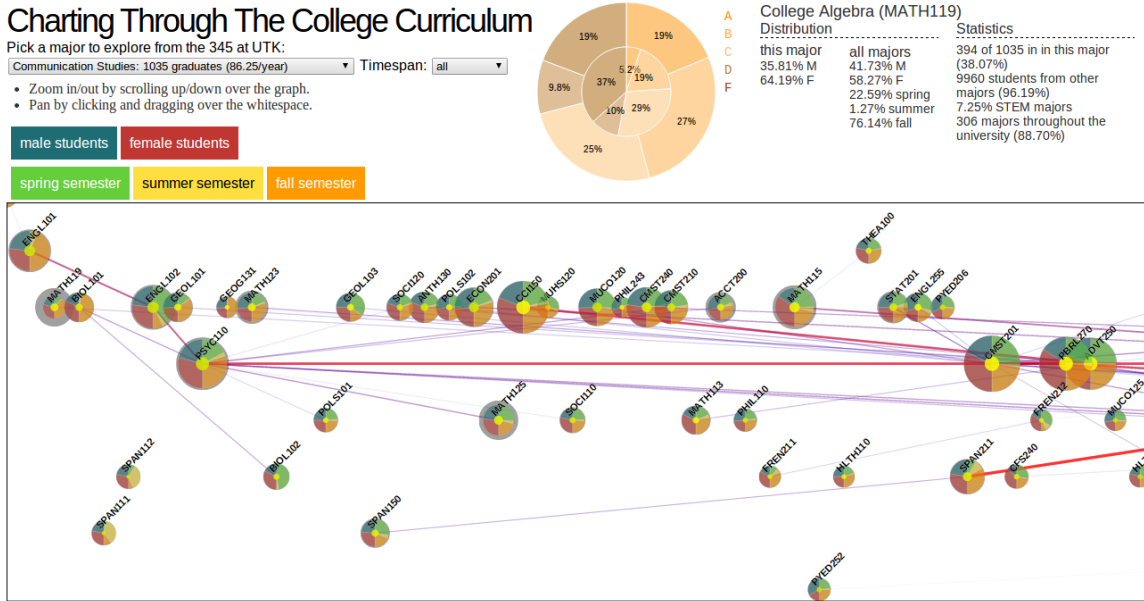 Charting Through The College Curriculum
Pick a major to explore from the 345 at UTK:
Communication Studies: 1035 graduates (86.25/year)
Timespan: all
Zoom in/out by scrolling up/down over the graph.
Pan by clicking and dragging over the whitespace.
male students
female students
spring semester
summer semester
fall semester
19%
19%
5.2%
37%
19%
9.8%
10%
29%
27%
25%
A
B
C
D
F
College Algebra (MATH119)
Distribution
this major
35.81% M
64.19% F
all majors
41.73% M
58.27% F
22.59% spring
1.27% summer
76.14% fall
Statistics
394 of 1035 in in this major
(38.07%)
9960 students from other
majors (96.19%)
7.25% STEM majors
306 majors throughout the
university (88.70%)
ENGL101
THEA100
MATH119
BIOL101
ENGL102
GEOL101
GEOG131
MATH123
GEOL103
SOCI120
ANTH130
POLS102
ECON201
CCI150
MUHS120
MUCO120
PHIL243
CMST240
CMST210
ACCT200
MATH115
STAT201
ENGL255
PYED206
PSYC110
CMST201
PBRL270
DVT250
POLS101
MATH125
SOCI110
MATH113
PHIL110
FREN212
MUCO125
SPAN112
BIOL102
FREN211
HLTH110
SPAN211
CFS240
SPAN111
SPAN150
PYED252